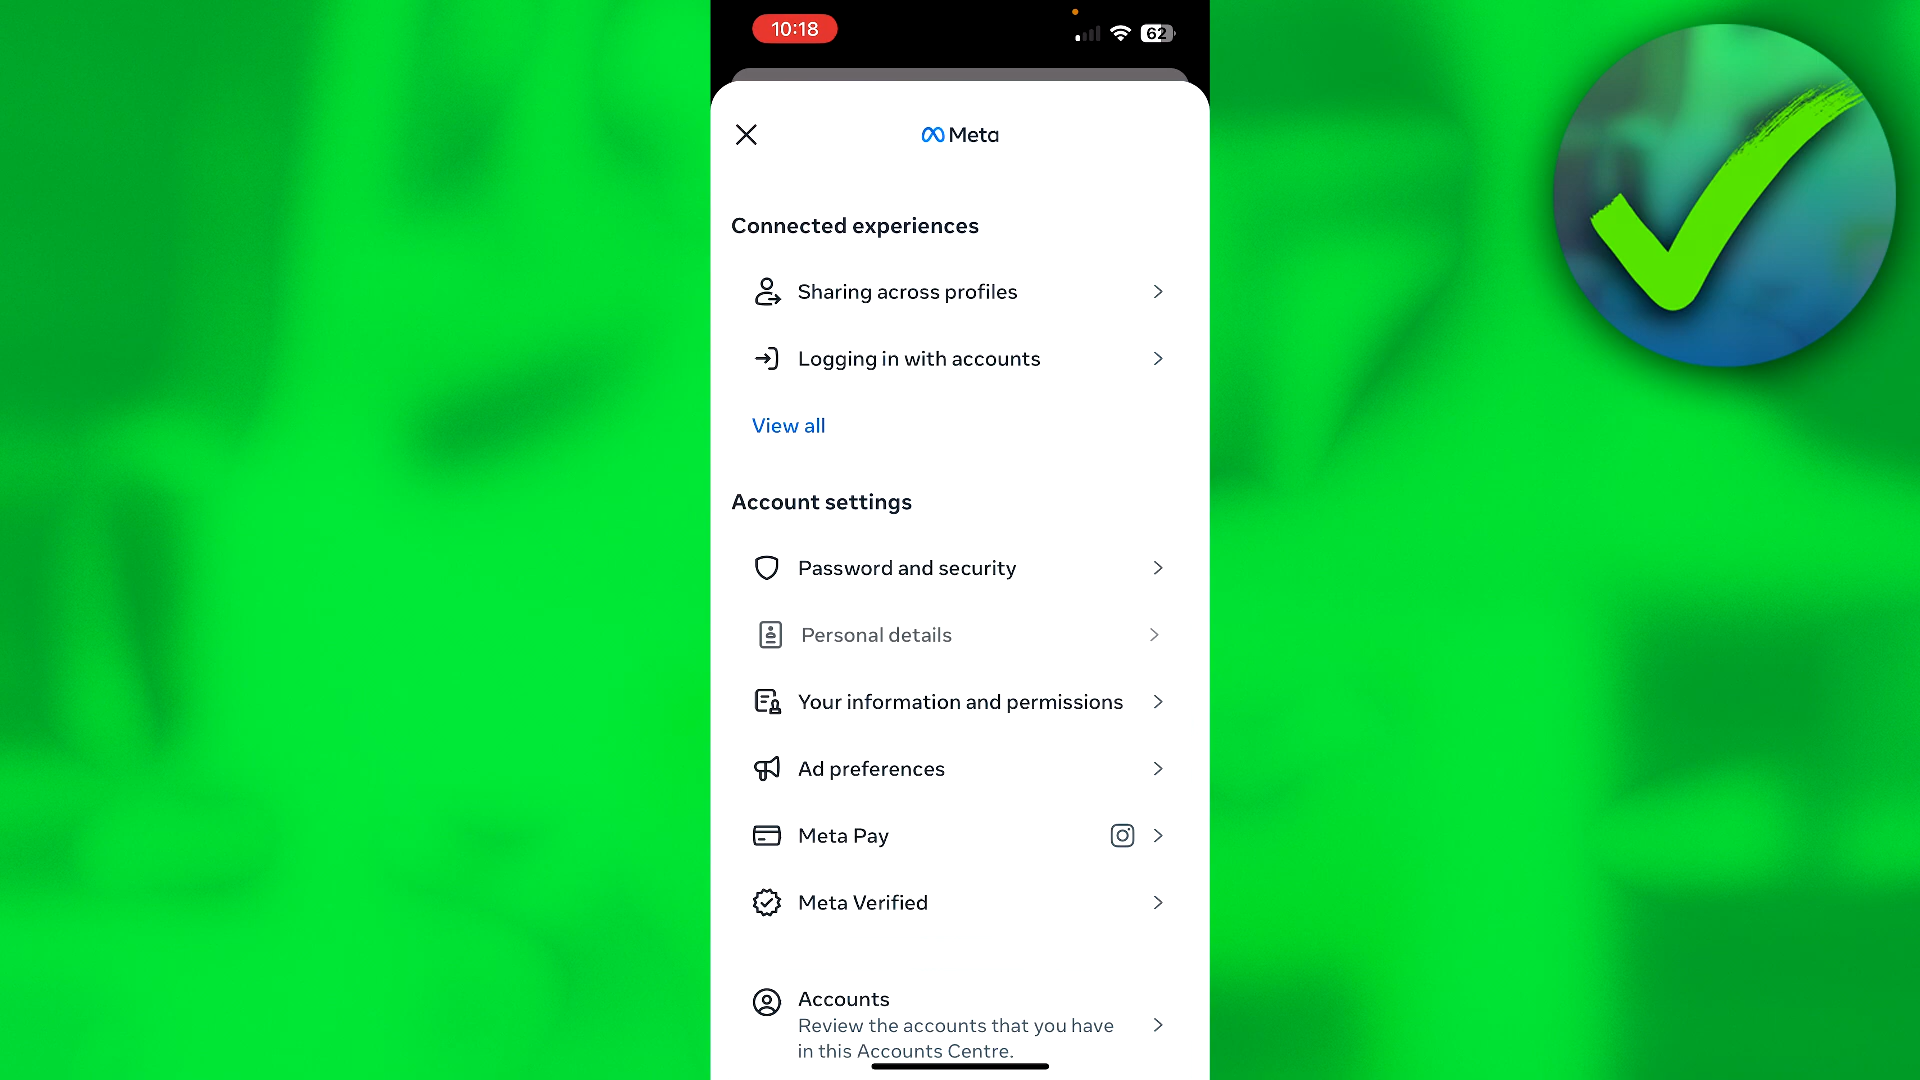 10:18
62
Meta
Connected experiences
Sharing across profiles
Logging in with accounts
View all
Account settings
Password and security
Personal details
Your information and permissions
Ad preferences
Meta Pay
Meta Verified
Accounts
Review the accounts that you have
in this Accounts Centre.